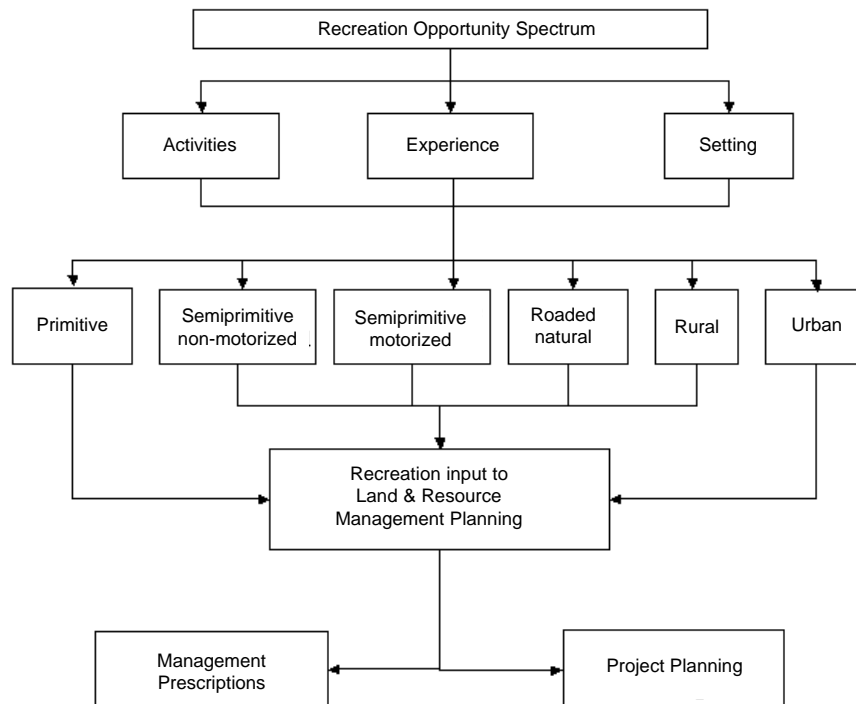 Recreation Opportunity Spectrum
Activities
Experience
Setting
Primitive
Semiprimitive
non-motorized
Semiprimitive
motorized
Roaded
natural
Rural
Urban
Recreation input to
Land & Resource
Management Planning
Management
Prescriptions
Project Planning